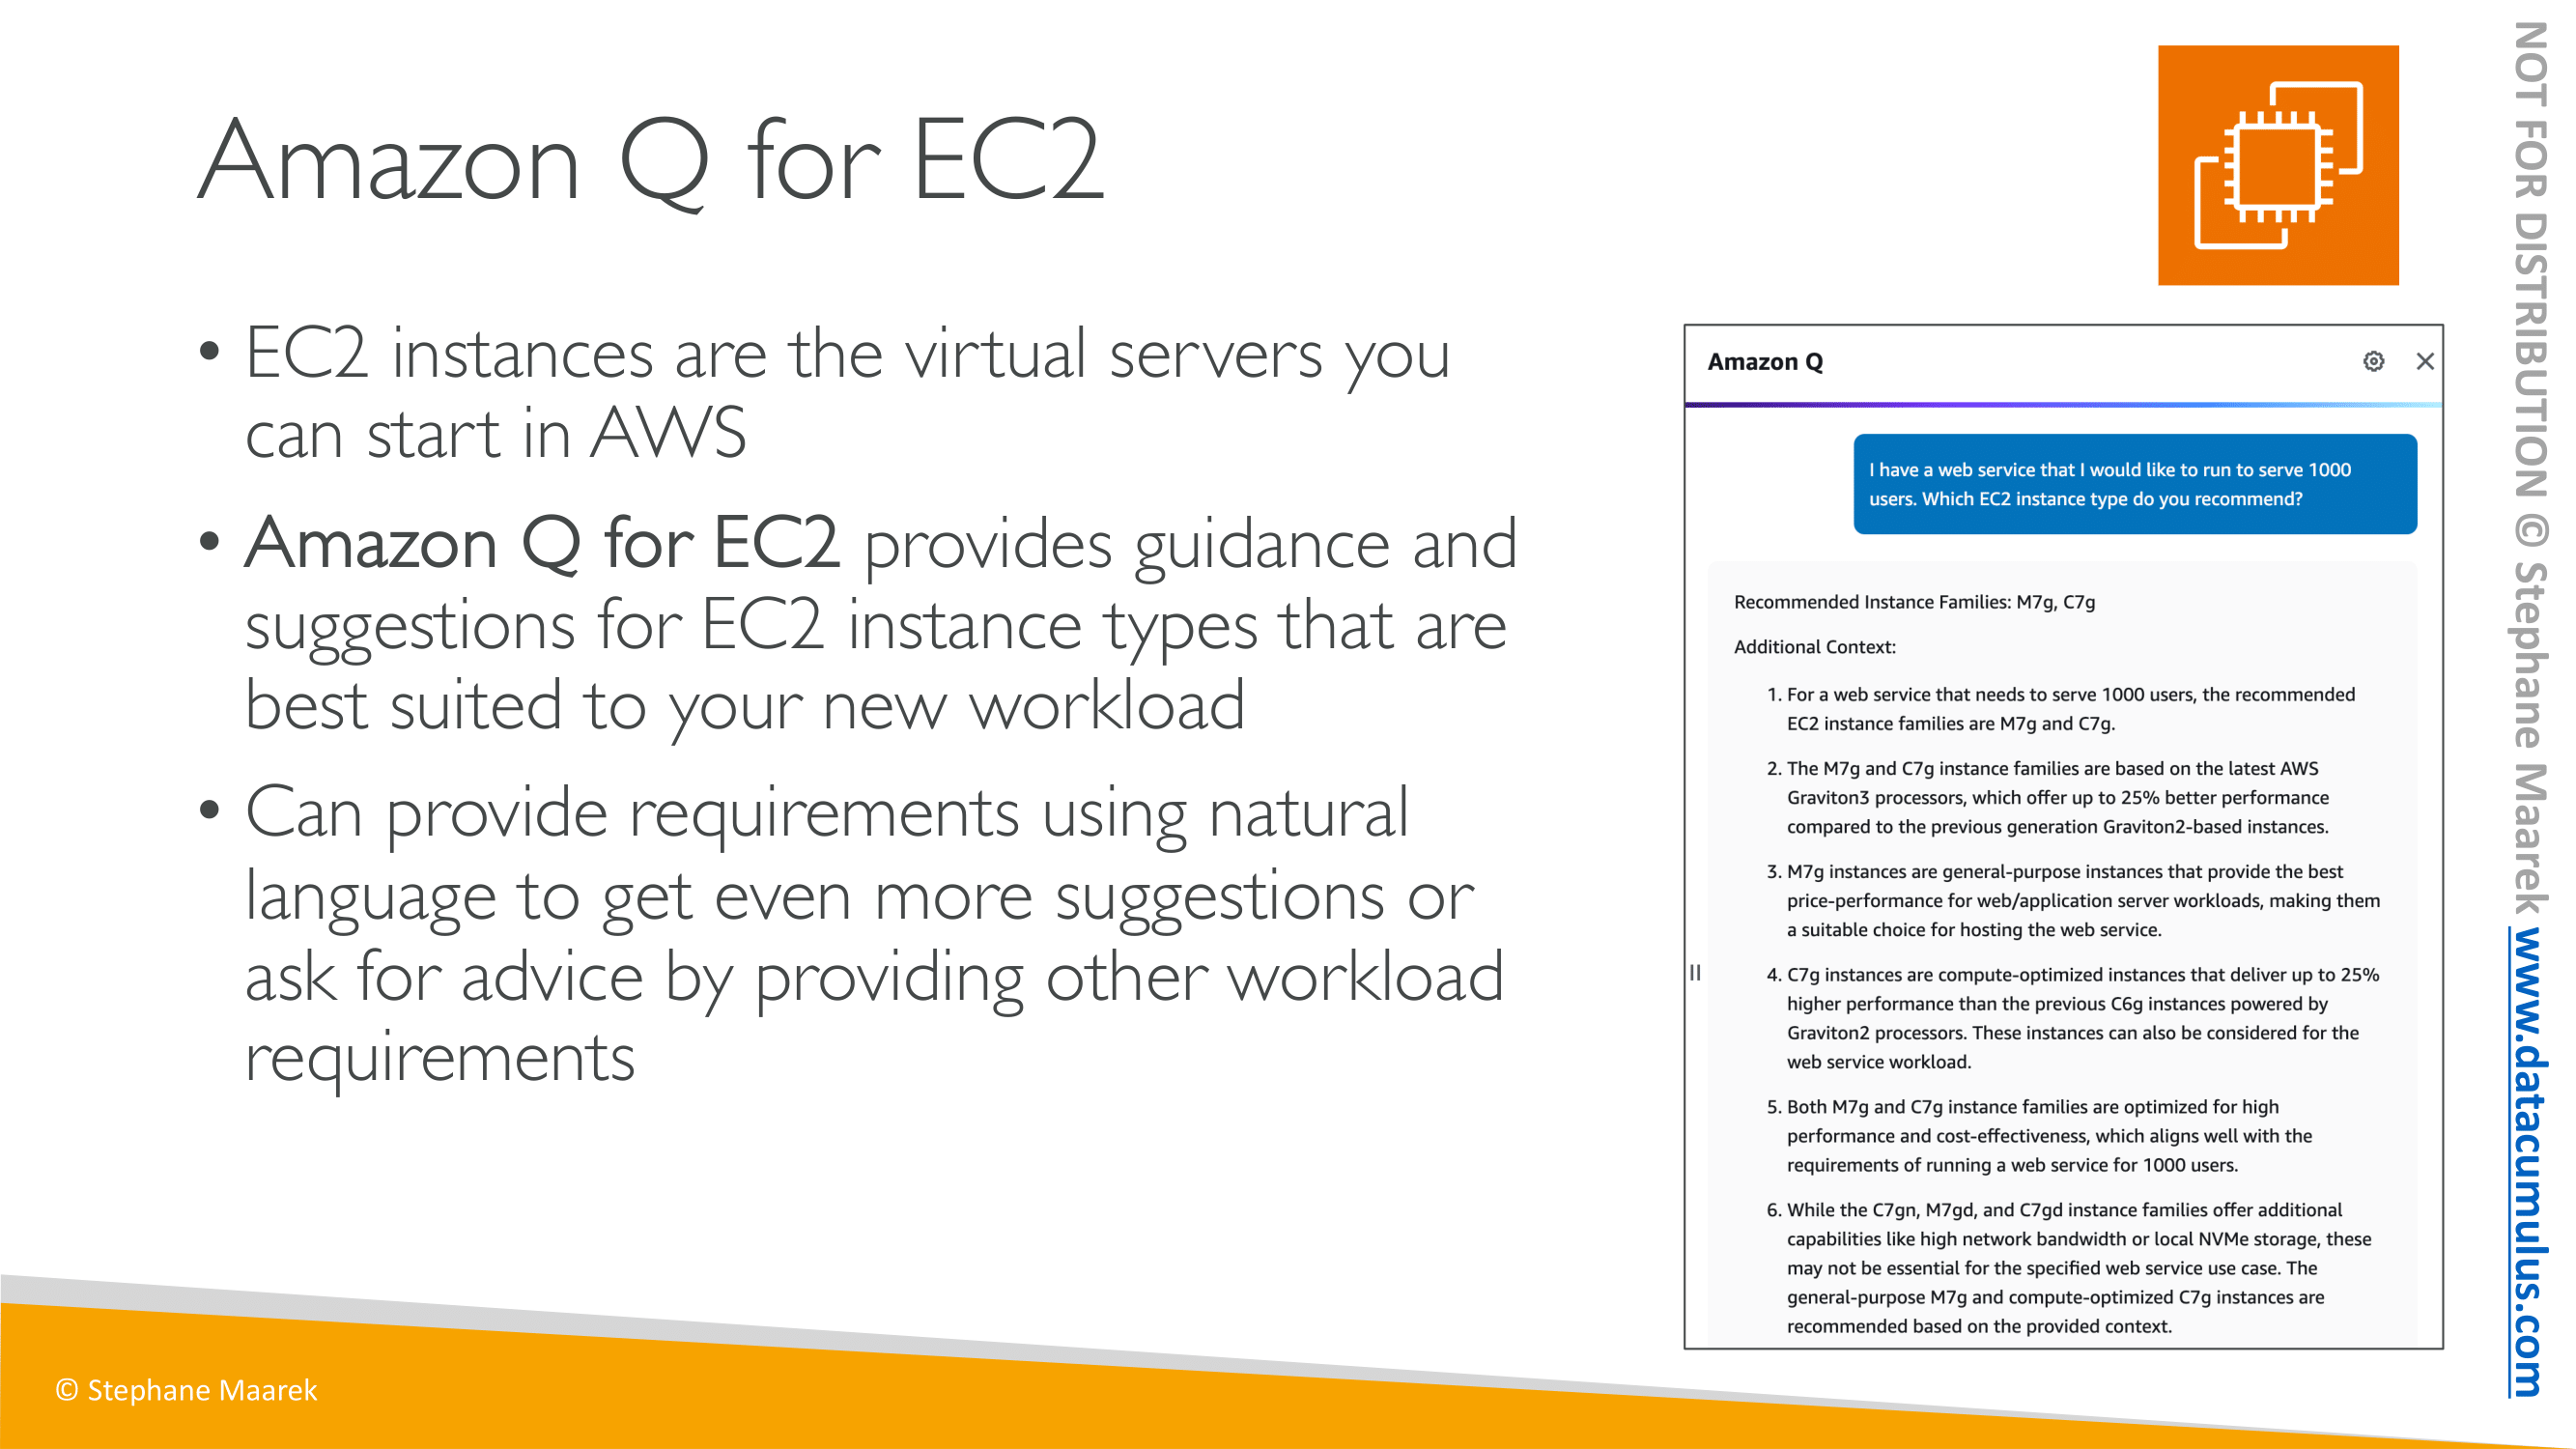 Amazon Q for EC2
• EC2 instances are the virtual servers you
can start in AWS
• Amazon Q for EC2 provides guidance and
suggestions for EC2 instance types that are
best suited to your new workload
• Can provide requirements using natural
language to get even more suggestions or
ask for advice by providing other workload
requirements
Amazon Q
I have a web service that I would like to run to serve 1000
users. Which EC2 instance type do you recommend?
Recommended Instance Families: M7g, C7g
Additional Context:
1. For a web service that needs to serve 1000 users, the recommended
EC2 instance families are M7g and C7g.
2. The M7g and C7g instance families are based on the latest AWS
Graviton3 processors, which offer up to 25% better performance
compared to the previous generation Graviton2-based instances.
3. M7g instances are general-purpose instances that provide the best
price-performance for web/application server workloads, making them
a suitable choice for hosting the web service.
4. C7g instances are compute-optimized instances that deliver up to 25%
higher performance than the previous C6g instances powered by
Graviton2 processors. These instances can also be considered for the
web service workload.
5. Both M7g and C7g instance families are optimized for high
performance and cost-effectiveness, which aligns well with the
requirements of running a web service for 1000 users.
6. While the C7gn, M7gd, and C7gd instance families offer additional
capabilities like high network bandwidth or local NVMe storage, these
may not be essential for the specified web service use case. The
general-purpose M7g and compute-optimized C7g instances are
recommended based on the provided context.
© Stephane Maarek
NOT FOR DISTRIBUTION © Stephane Maarek www.datacumulus.com